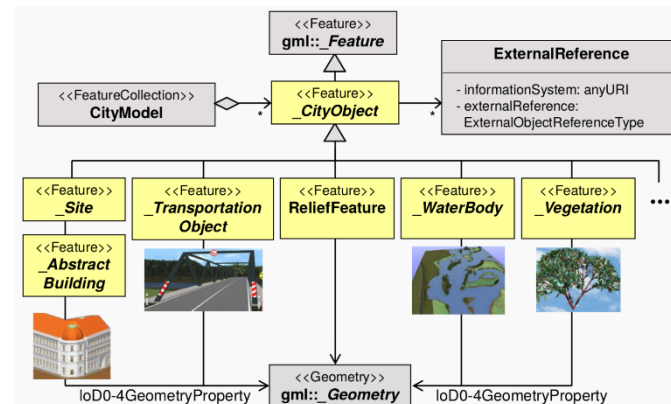 <<Feature>>
gml::_Feature
ExternalReference
- informationSystem: anyURI
- externalReference:
ExternalObjectReferenceType
<<FeatureCollection>>
CityModel
*
<<Feature>>
_CityObject
*
<<Feature>>
_Site
<<Feature>>
_Transportation
Object
<<Feature>>
ReliefFeature
<<Feature>>
_WaterBody
<<Feature>>
_Vegetation
...
<<Feature>>
_Abstract
Building
<<Geometry>>
gml::_Geometry
loD0-4GeometryProperty
loD0-4GeometryProperty